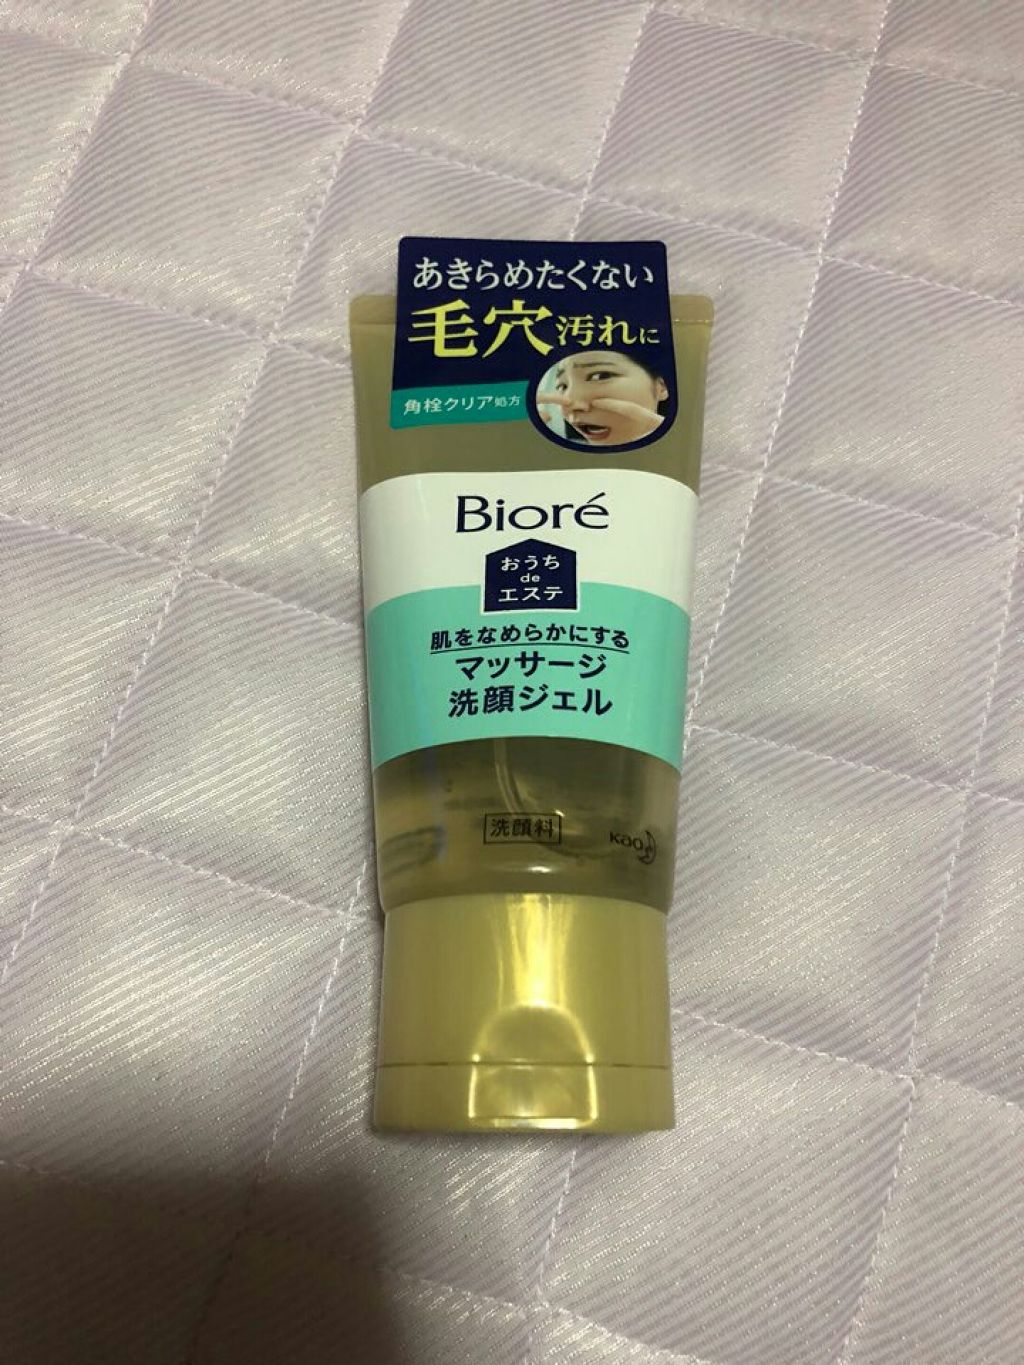 あきらめたくない
毛穴汚れに
角栓クリア処方
Bioré
おうち
de
エステ
肌をなめらかにする
マッサージ
洗顔ジェル
洗顔料
Kao